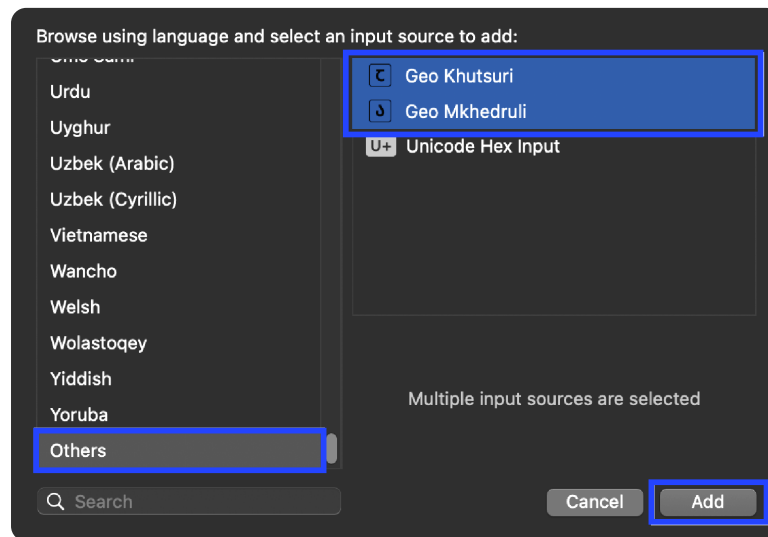 Browse using language and select an input source to add:
Urdu
Uyghur
Uzbek (Arabic)
Uzbek (Cyrillic)
Vietnamese
Wancho
Welsh
Wolastoqey
Yiddish
Yoruba
Others
Search
Geo Khutsuri
Geo Mkhedruli
U+ Unicode Hex Input
Multiple input sources are selected
Cancel
Add